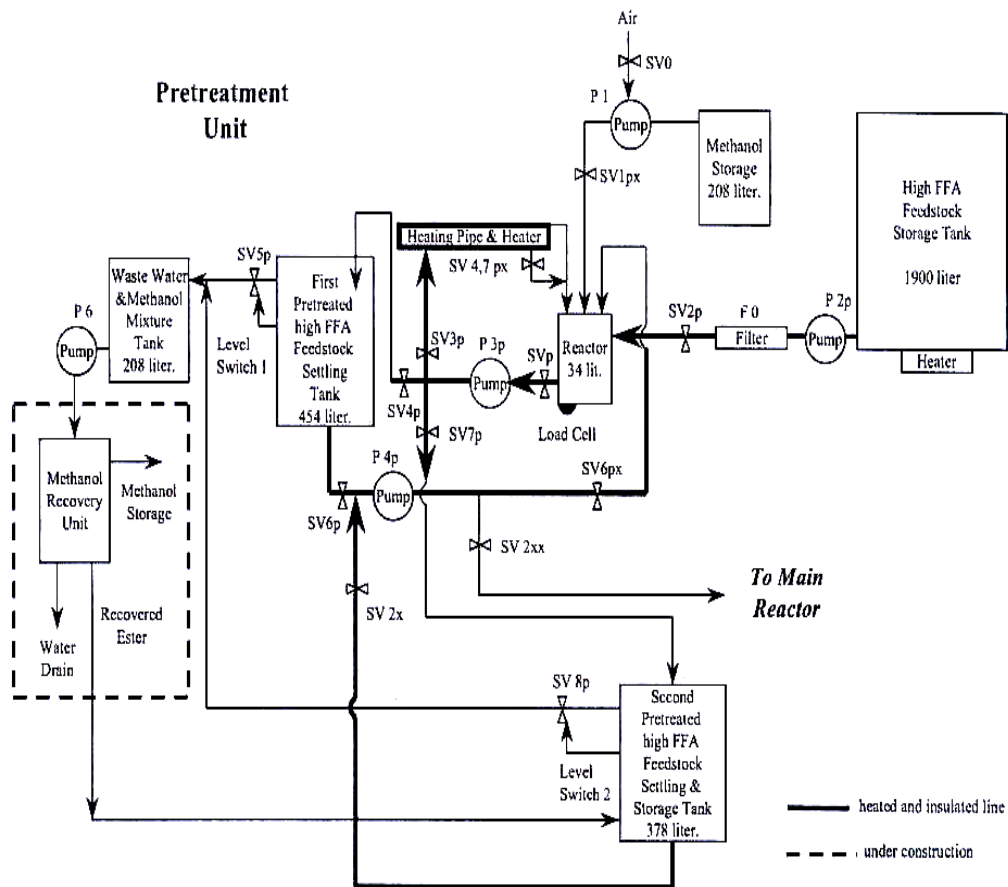 Air
SV0
Pretreatment
Unit
P 1
Pump
Methanol
Storage
208 liter.
SV1px
High FFA
Feedstock
Storage Tank
1900 liter
Heating Pipe & Heater
SV 4,7 px
SV5p
Waste Water
&Methanol
Mixture
Tank
208 liter.
P 6
Pump
Level
Switch 1
First
Pretreated
high FFA
Feedstock
Settling
Tank
454 liter.
SV3p
P 3p
Pump
SVp
SV4p
SV7p
Reactor
34 lit.
Load Cell
SV2p
F 0
Filter
P 2p
Pump
Heater
P 4p
Pump
SV6p
SV6px
SV 2xx
SV 2x
To Main
Reactor
Methanol
Recovery
Unit
Methanol
Storage
Water
Drain
Recovered
Ester
SV 8p
Level
Switch 2
Second
Pretreated
high FFA
Feedstock
Settling &
Storage Tank
378 liter.
heated and insulated line
under construction